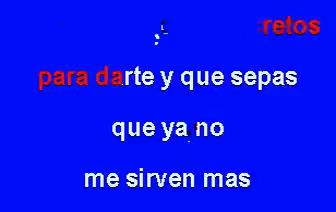 retos
para darte y que sepas
que ya no
me sirven mas